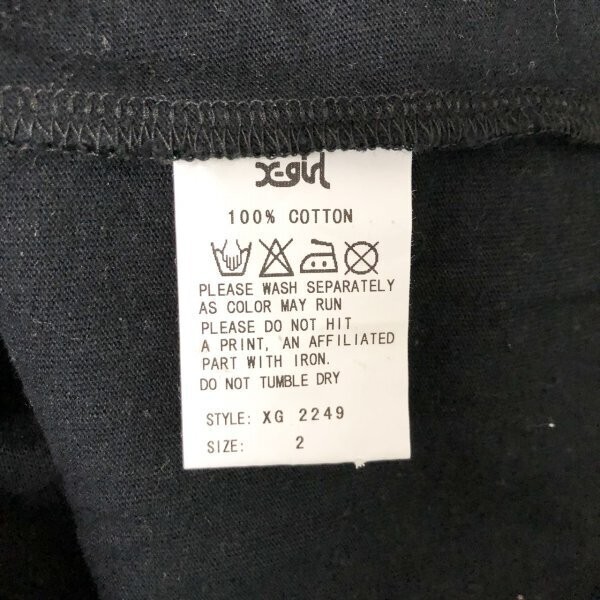 x-girl
100% COTTON
PLEASE WASH SEPARATELY
AS COLOR MAY RUN
PLEASE DO NOT HIT
A PRINT, AN AFFILIATED
PART WITH IRON.
DO NOT TUMBLE DRY
STYLE: XG 2249
SIZE: 2